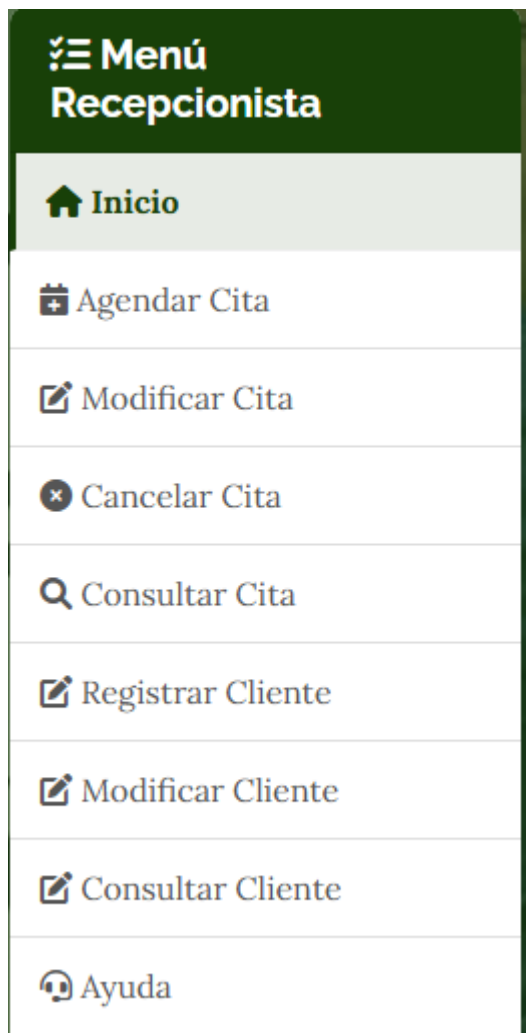 Menú
Recepcionista
Inicio
Agendar Cita
Modificar Cita
Cancelar Cita
Consultar Cita
Registrar Cliente
Modificar Cliente
Consultar Cliente
Ayuda